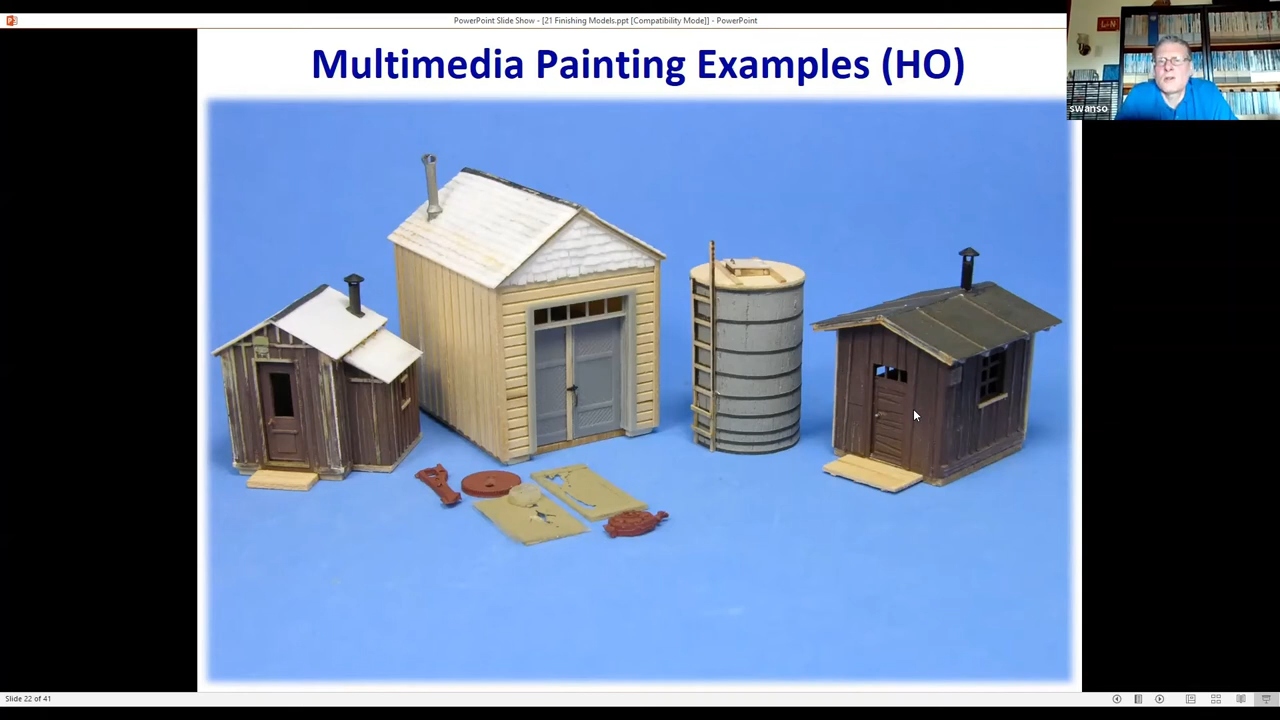 PowerPoint Slide Show - [21 Finishing Models.ppt [Compatibility Mode]] - PowerPoint
Multimedia Painting Examples (HO)
L&N
swanso
Slide 22 of 41